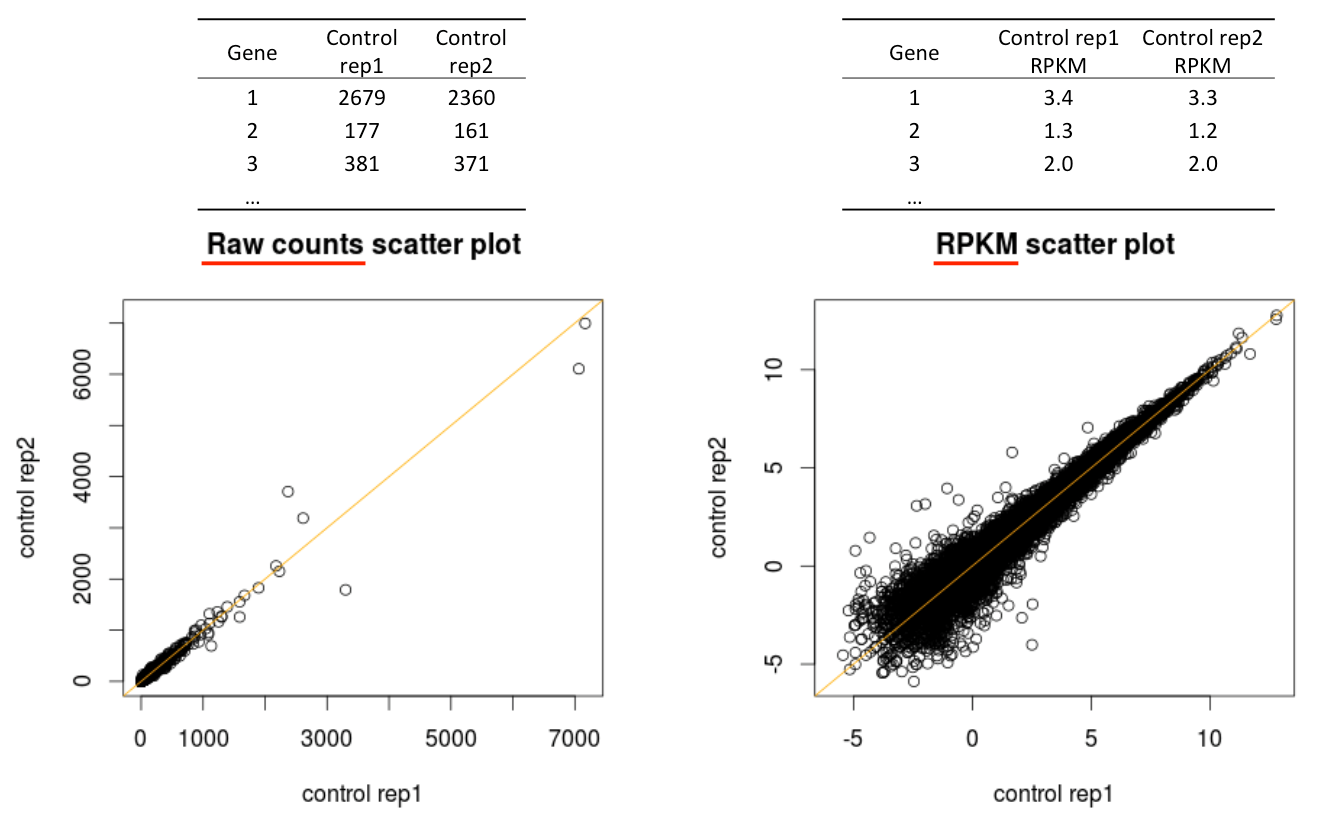 Gene Control rep1 Control rep2
1 2679 2360
2 177 161
3 381 371
...
Raw counts scatter plot
control rep2
6000
4000
2000
0
0 1000 3000 5000 7000
control rep1
Gene Control rep1 RPKM Control rep2 RPKM
1 3.4 3.3
2 1.3 1.2
3 2.0 2.0
...
RPKM scatter plot
control rep2
10
5
0
-5
-5 0 5 10
control rep1